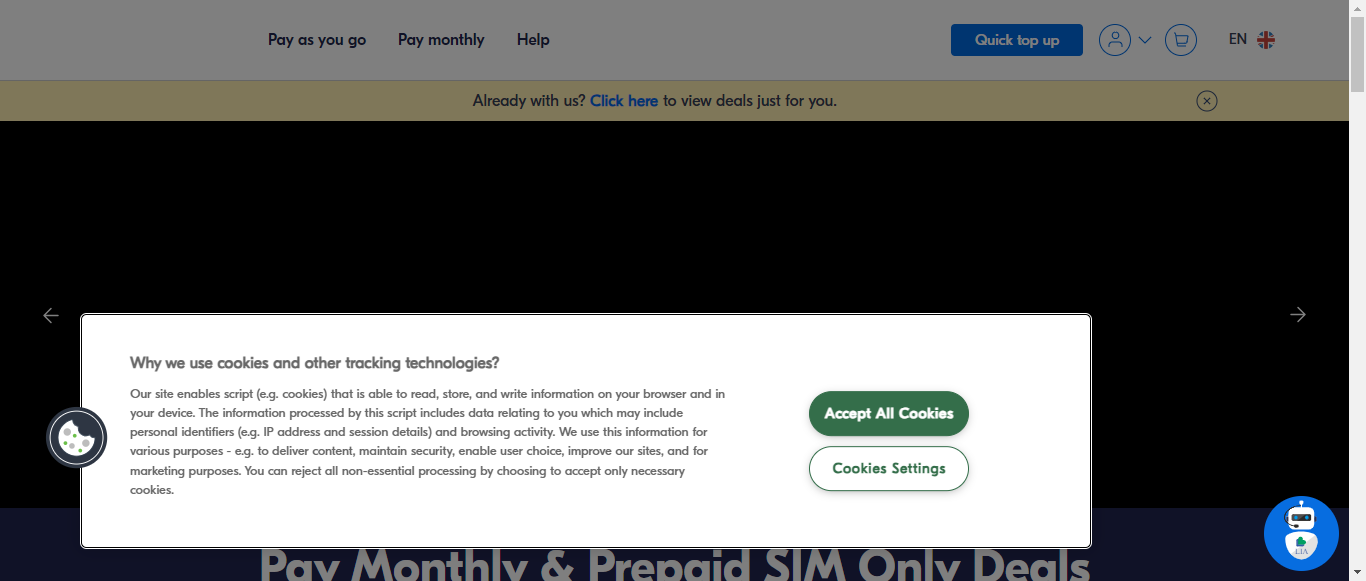 Pay as you go Pay monthly Help Quick top up EN
Already with us? Click here to view deals just for you.
Why we use cookies and other tracking technologies?
Our site enables script (e.g. cookies) that is able to read, store, and write information on your browser and in
your device. The information processed by this script includes data relating to you which may include
personal identifiers (e.g. IP address and session details) and browsing activity. We use this information for
various purposes - e.g. to deliver content, maintain security, enable user choice, improve our sites, and for
marketing purposes. You can reject all non-essential processing by choosing to accept only necessary
cookies.
Accept All Cookies
Cookies Settings
LIA
Pay Monthly & Prepaid SIM Only Deals